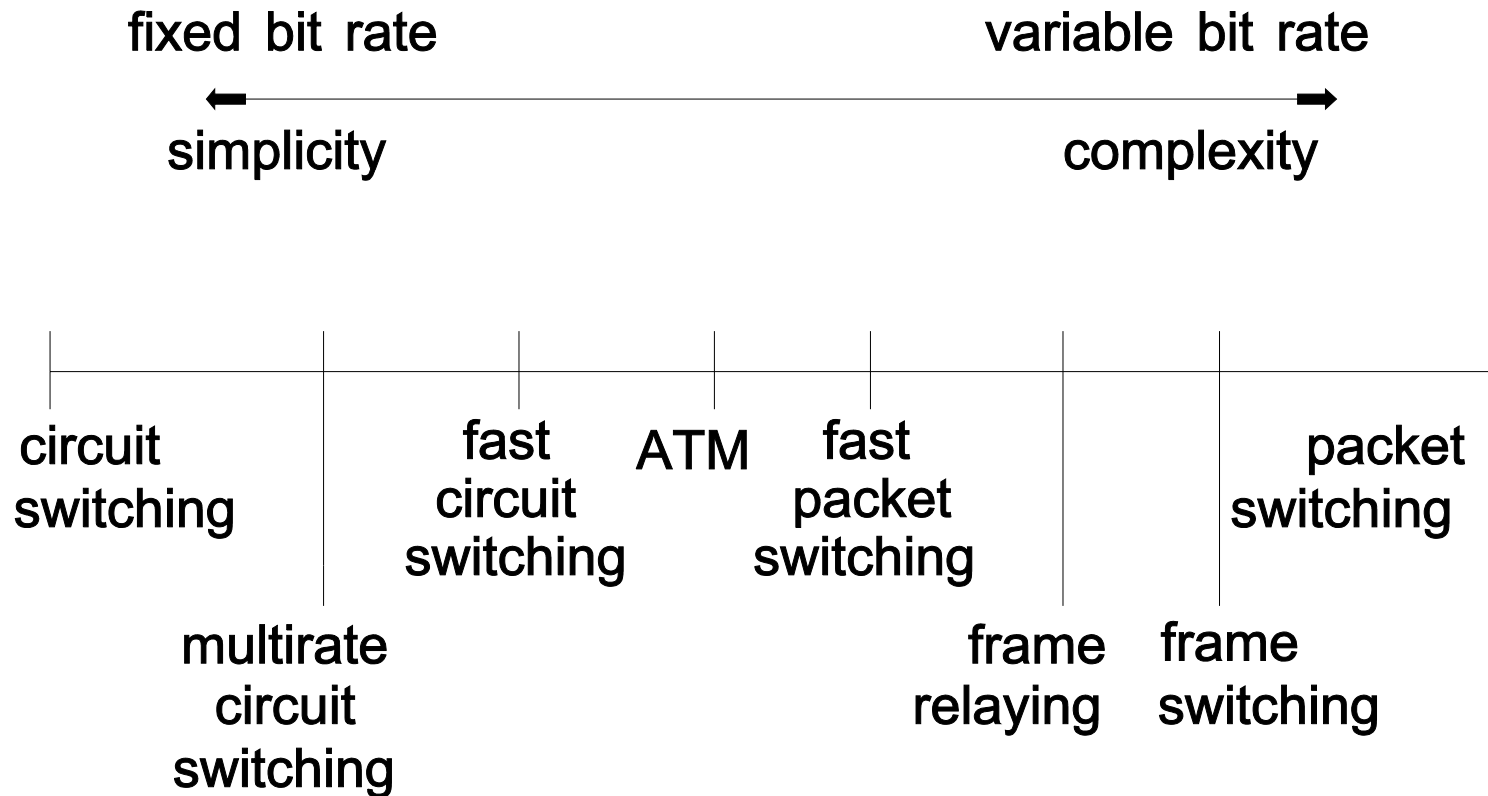 fixed bit rate
variable bit rate
simplicity
complexity
circuit
switching
fast
circuit
switching
ATM
fast
packet
switching
packet
switching
multirate
circuit
switching
frame
relaying
frame
switching